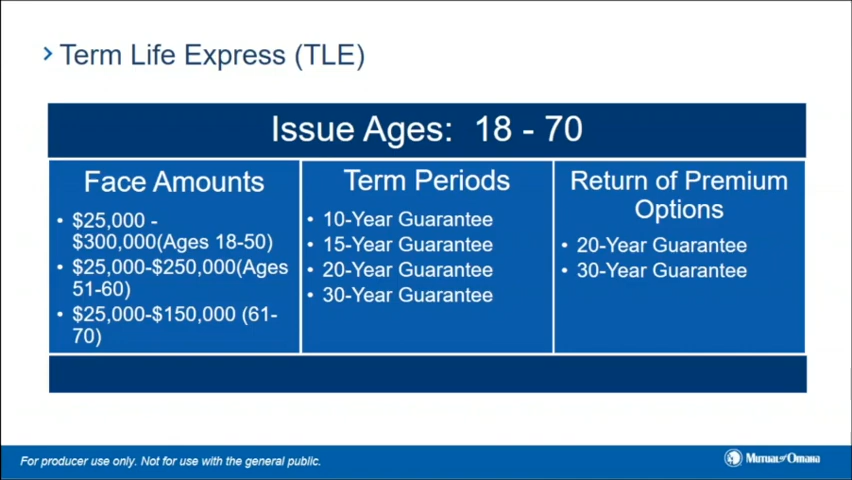 Term Life Express (TLE)
Issue Ages: 18 - 70
Face Amounts
• $25,000 -
$300,000(Ages 18-50)
• $25,000-$250,000(Ages
51-60)
• $25,000-$150,000 (61-
70)
Term Periods
• 10-Year Guarantee
• 15-Year Guarantee
• 20-Year Guarantee
• 30-Year Guarantee
Return of Premium
Options
• 20-Year Guarantee
• 30-Year Guarantee
For producer use only. Not for use with the general public.
Mutual of Omaha